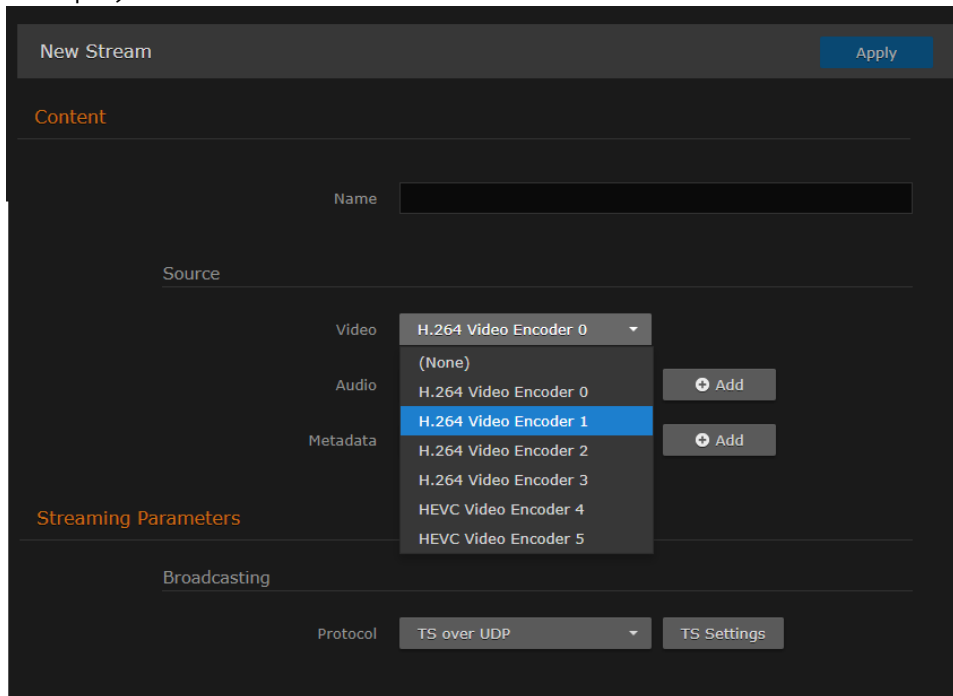 New Stream Apply
Content
Name
Source
Video H.264 Video Encoder 0
(None)
Audio Add
H.264 Video Encoder 0
H.264 Video Encoder 1
Metadata Add
H.264 Video Encoder 2
H.264 Video Encoder 3
Streaming Parameters
HEVC Video Encoder 4
HEVC Video Encoder 5
Broadcasting
Protocol TS over UDP TS Settings